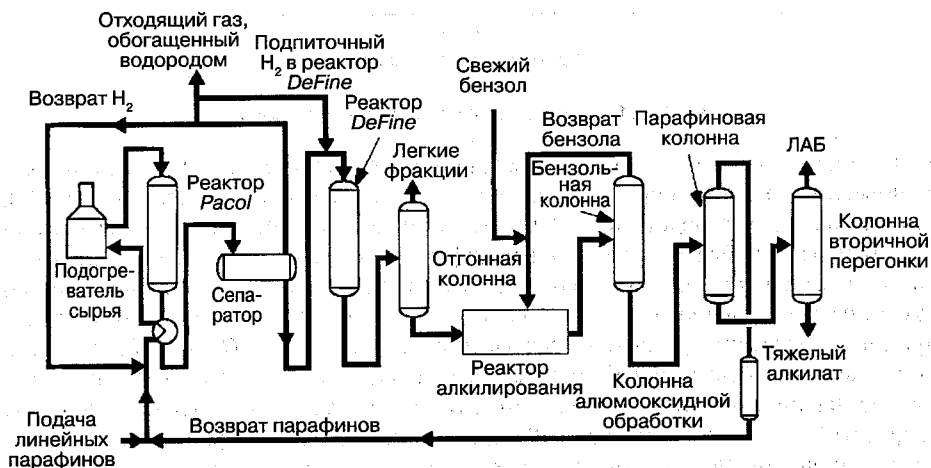 Отходящий газ,
обогащенный
водородом
Подпиточный
H₂ в реактор
DeFine
Свежий
бензол
Возврат H₂
Реактор
DeFine
Легкие
фракции
Возврат
бензола
Бензоль-
ная
колонна
Парафиновая
колонна
ЛАБ
Реактор
Pacol
Подогре-
ватель
сырья
Сепа-
ратор
Отгонная
колонна
Колонна
вторичной
перегонки
Реактор
алкилирования
Колонна
алюмооксидной
обработки
Тяжелый
алкилат
Подача
линейных
парафинов
Возврат парафинов